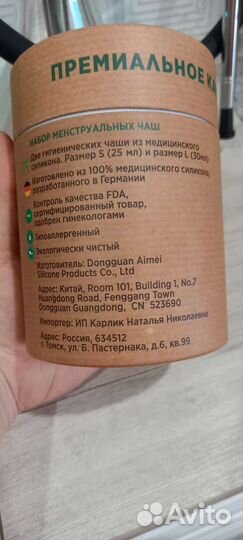 ПРЕМИАЛЬНОЕ КА
НАБОР МЕНСТРУАЛЬНЫХ ЧАШ
Две гигиенических чаши из медицинского
силикона. Размер S (25 мл) и размер L (30мл)
Изготовлено из 100% медицинского силикона,
разработанного в Германии
Контроль качества FDA,
сертифицированный товар,
одобрен гинекологами
Гипоаллергенный
Экологически чистый
Изготовитель: Dongguan Aimei
Silicone Products Co., Ltd
Адрес: Китай, Room 101, Building 1, No.7
Huangdong Road, Fenggang Town
Dongguan Guangdong, CN 523690
Импортер: ИП Карлик Наталья Николаевна
Адрес: Россия, 634512
г.Томск, ул. Б. Пастернака, д.6, кв.99
Avito